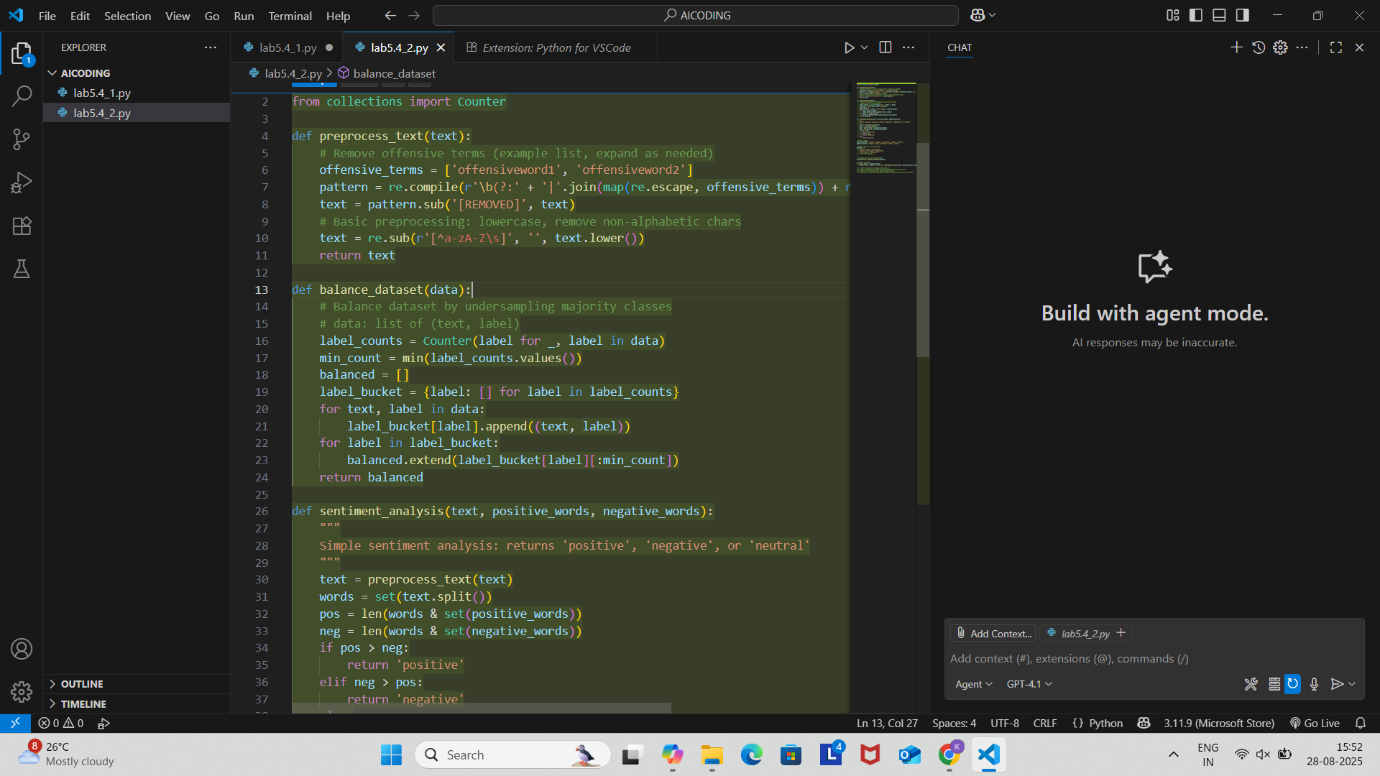 File Edit Selection View Go Run Terminal Help
AICODING
EXPLORER
AICODING
lab5.4_1.py
lab5.4_2.py
OUTLINE
TIMELINE
1
lab5.4_1.py
lab5.4_2.py
Extension: Python for VSCode
lab5.4_2.py > balance_dataset
2 from collections import Counter
3
4 def preprocess_text(text):
5 # Remove offensive terms (example list, expand as needed)
6 offensive_terms = ['offensiveword1', 'offensiveword2']
7 pattern = re.compile(r'\b(?:' + '|'.join(map(re.escape, offensive_terms)) + r
8 text = pattern.sub('[REMOVED]', text)
9 # Basic preprocessing: lowercase, remove non-alphabetic chars
10 text = re.sub(r'[^a-zA-Z\s]', '', text.lower())
11 return text
12
13 def balance_dataset(data):
14 # Balance dataset by undersampling majority classes
15 # data: list of (text, label)
16 label_counts = Counter(label for _, label in data)
17 min_count = min(label_counts.values())
18 balanced = []
19 label_bucket = {label: [] for label in label_counts}
20 for text, label in data:
21 label_bucket[label].append((text, label))
22 for label in label_bucket:
23 balanced.extend(label_bucket[label][:min_count])
24 return balanced
25
26 def sentiment_analysis(text, positive_words, negative_words):
27 """
28 Simple sentiment analysis: returns 'positive', 'negative', or 'neutral'
29 """
30 text = preprocess_text(text)
31 words = set(text.split())
32 pos = len(words & set(positive_words))
33 neg = len(words & set(negative_words))
34 if pos > neg:
35 return 'positive'
36 elif neg > pos:
37 return 'negative'
CHAT
Build with agent mode.
AI responses may be inaccurate.
Add Context...
lab5.4_2.py +
Add context (#), extensions (@), commands (/)
Agent
GPT-4.1
0 0
Ln 13, Col 27 Spaces: 4 UTF-8 CRLF {} Python 3.11.9 (Microsoft Store) Go Live
8
26°C
Mostly cloudy
Search
L
4
K
ENG
IN
15:52
28-08-2025